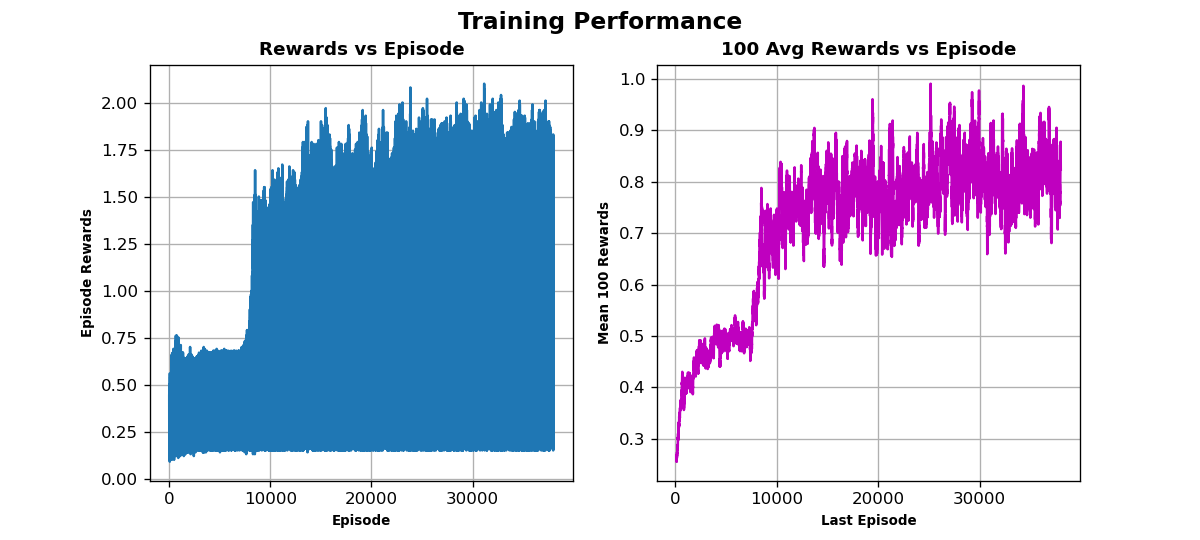 Training Performance
Rewards vs Episode
Episode Rewards
2.00
1.75
1.50
1.25
1.00
0.75
0.50
0.25
0.00
0 10000 20000 30000
Episode
100 Avg Rewards vs Episode
Mean 100 Rewards
1.0
0.9
0.8
0.7
0.6
0.5
0.4
0.3
0 10000 20000 30000
Last Episode